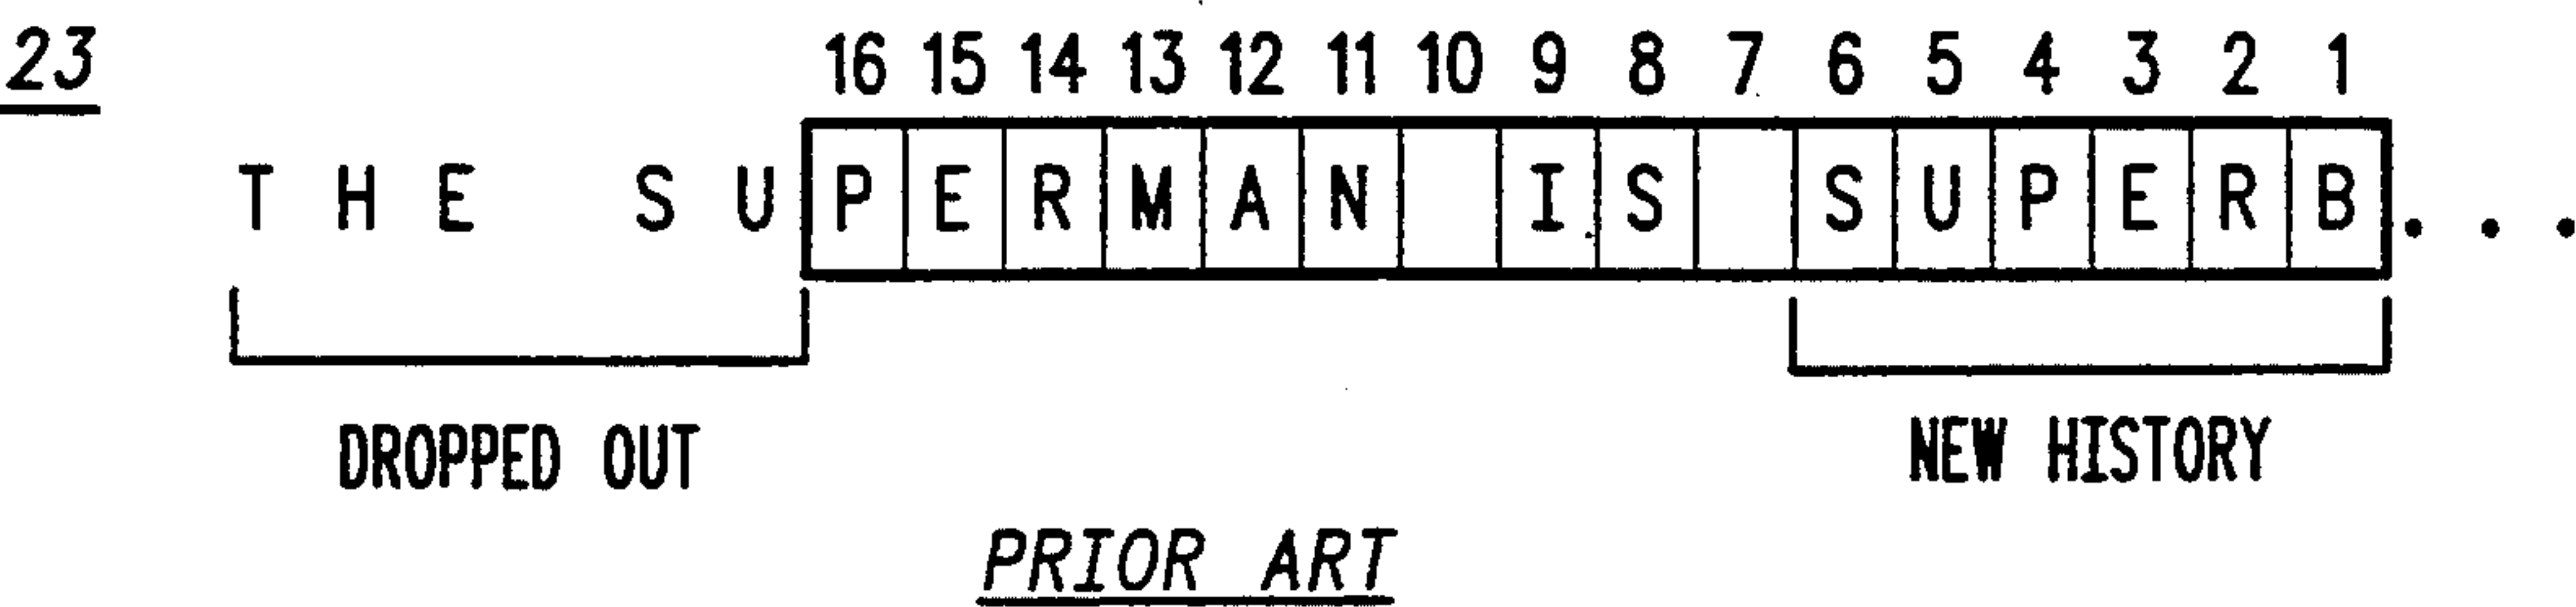 23
16 15 14 13 12 11 10 9 8 7 6 5 4 3 2 1
T H E S U P E R M A N I S S U P E R B . . .
DROPPED OUT NEW HISTORY
PRIOR ART